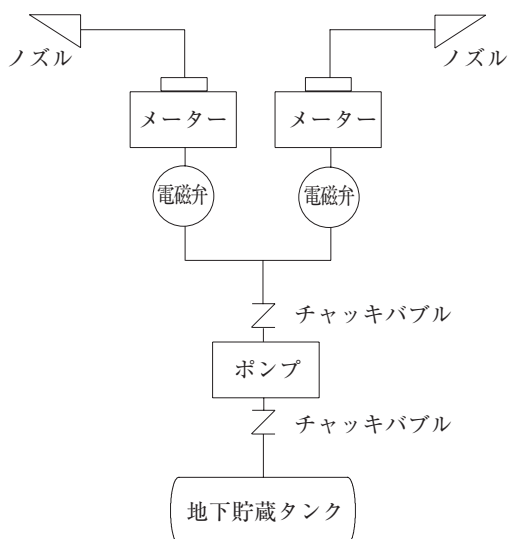 ノズル
ノズル
メーター
メーター
電磁弁
電磁弁
チャッキバブル
ポンプ
チャッキバブル
地下貯蔵タンク